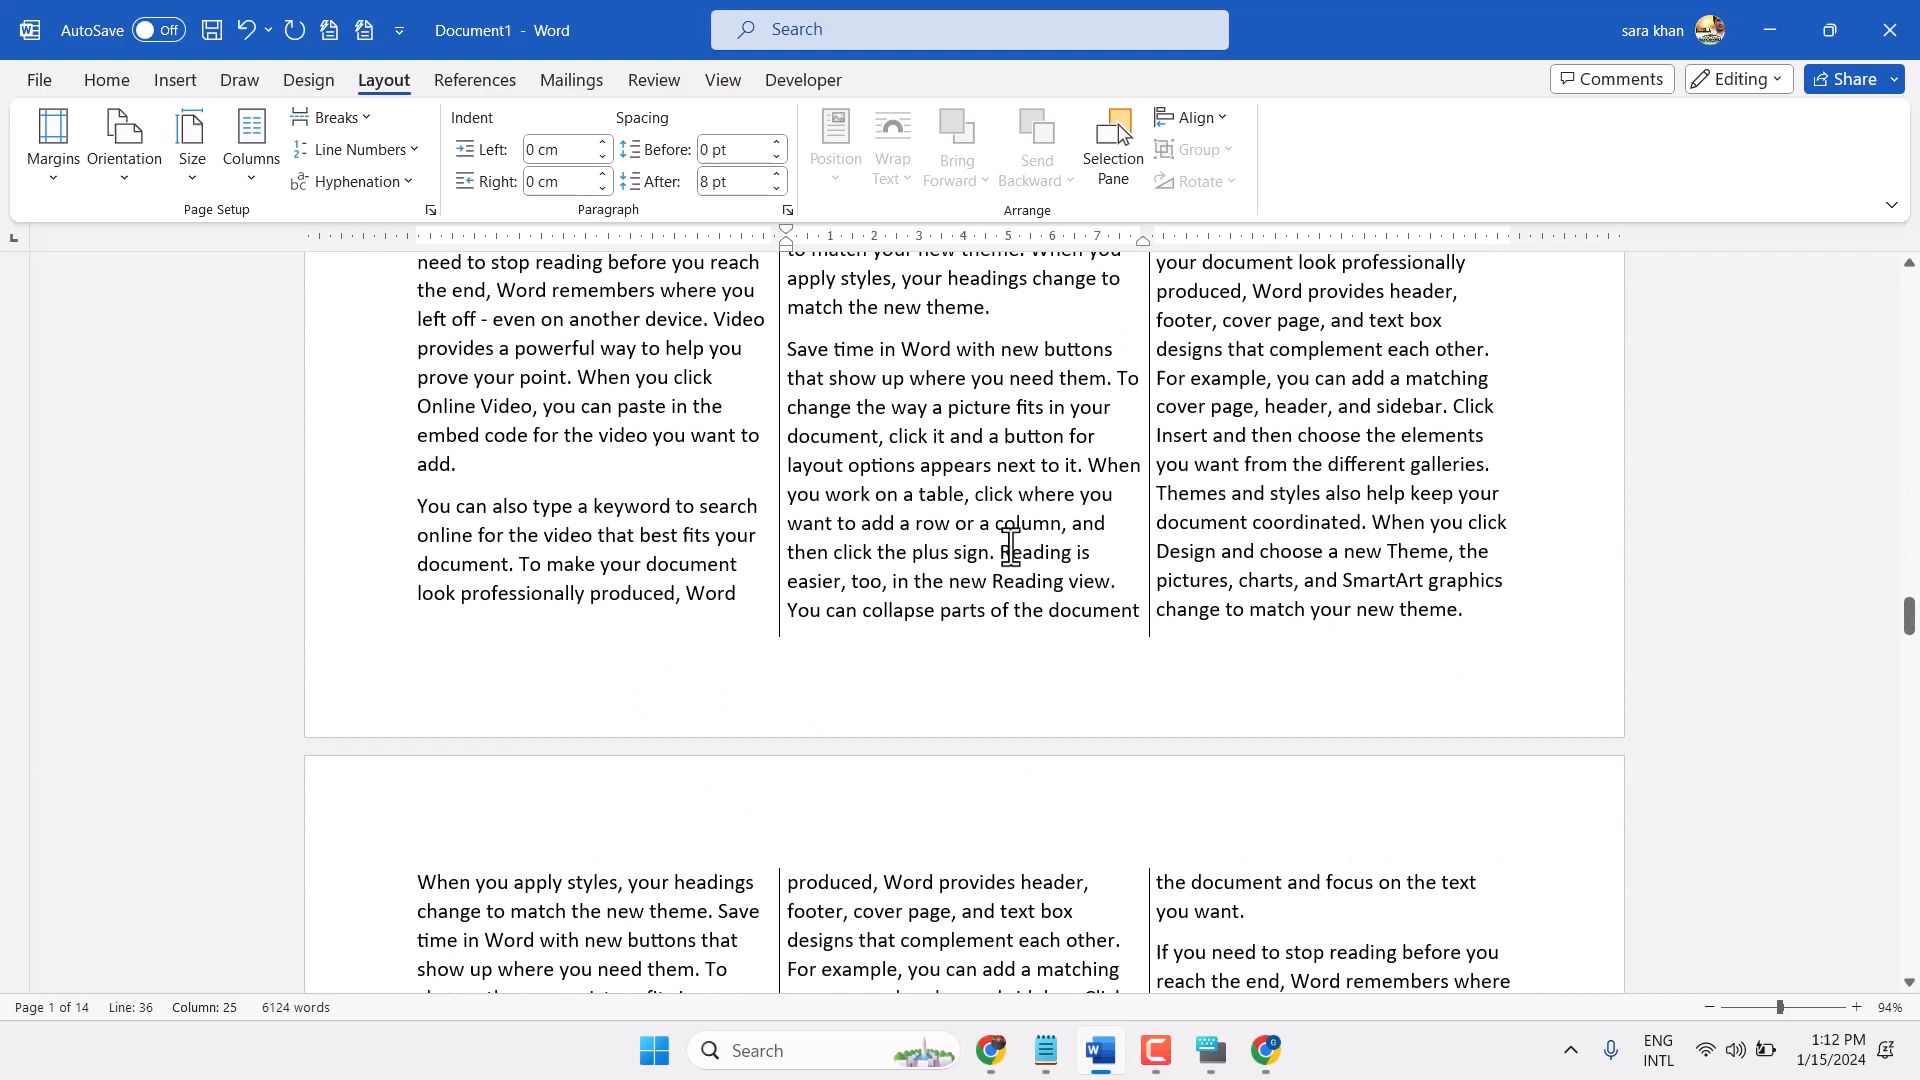 AutoSave Off Document1 - Word Search sara khan
File Home Insert Draw Design Layout References Mailings Review View Developer Comments Editing Share
Margins Orientation Size Columns
Breaks
Line Numbers
Hyphenation
Page Setup
Indent Spacing
Left: 0 cm Before: 0 pt
Right: 0 cm After: 8 pt
Paragraph
Position Wrap Text Bring Forward Send Backward Selection Pane
Align
Group
Rotate
Arrange
1 2 3 4 5 6 7
need to stop reading before you reach
the end, Word remembers where you
left off - even on another device. Video
provides a powerful way to help you
prove your point. When you click
Online Video, you can paste in the
embed code for the video you want to
add.
You can also type a keyword to search
online for the video that best fits your
document. To make your document
look professionally produced, Word
to match your new theme. When you
apply styles, your headings change to
match the new theme.
Save time in Word with new buttons
that show up where you need them. To
change the way a picture fits in your
document, click it and a button for
layout options appears next to it. When
you work on a table, click where you
want to add a row or a column, and
then click the plus sign. Reading is
easier, too, in the new Reading view.
You can collapse parts of the document
your document look professionally
produced, Word provides header,
footer, cover page, and text box
designs that complement each other.
For example, you can add a matching
cover page, header, and sidebar. Click
Insert and then choose the elements
you want from the different galleries.
Themes and styles also help keep your
document coordinated. When you click
Design and choose a new Theme, the
pictures, charts, and SmartArt graphics
change to match your new theme.
When you apply styles, your headings
change to match the new theme. Save
time in Word with new buttons that
show up where you need them. To
produced, Word provides header,
footer, cover page, and text box
designs that complement each other.
For example, you can add a matching
the document and focus on the text
you want.
If you need to stop reading before you
reach the end, Word remembers where
Page 1 of 14 Line: 36 Column: 25 6124 words 94%
Search
ENG
INTL
1:12 PM
1/15/2024